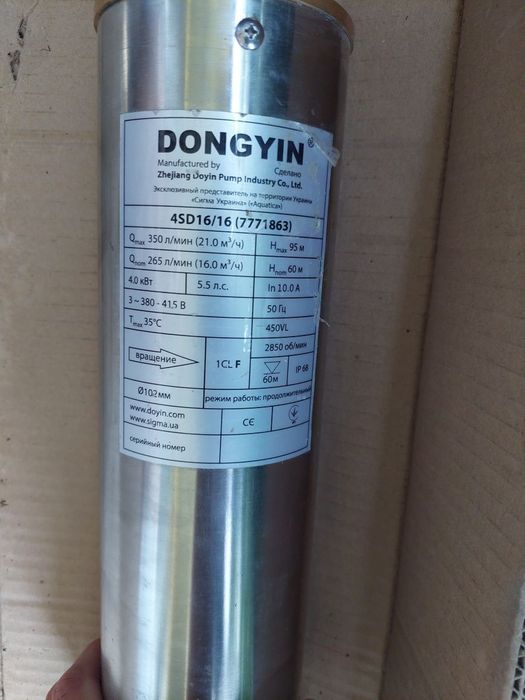 DONGYIN®
Manufactured by Сделано
Zhejiang Doyin Pump Industry Co., Ltd.
Эксклюзивный представитель на территории Украины
«Сигма Украина» («Aquatica»)
4SD16/16 (7771863)
Qmax 350 л/мин (21.0 м³/ч) Hmax 95 м
Qnom 265 л/мин (16.0 м³/ч) Hnom 60 м
4.0 кВт 5.5 л.с. In 10.0 A
3 ~ 380 - 415 В 50 Гц
Tmax 35°C 450VL
2850 об/мин
вращение 1CL F 60м IP 68
Ø102мм режим работы: продолжительный
www.doyin.com
www.sigma.ua CE
серийный номер